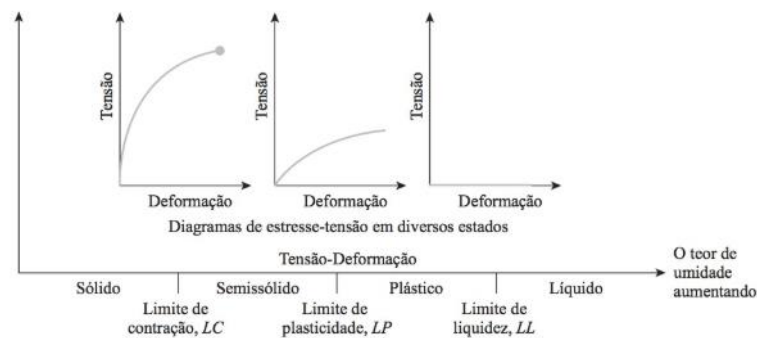 Tensão
Tensão
Tensão
Deformação
Deformação
Deformação
Diagramas de estresse-tensão em diversos estados
Tensão-Deformação
O teor de
umidade
aumentando
Sólido
Semissólido
Plástico
Líquido
Limite de
contração, LC
Limite de
plasticidade, LP
Limite de
liquidez, LL